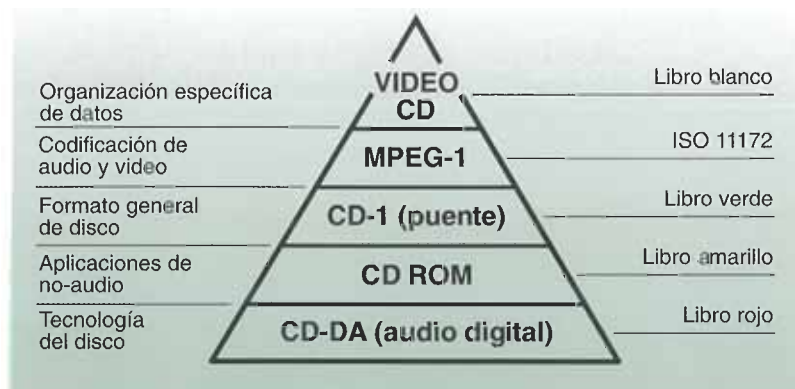 Organización específica
de datos
VIDEO
CD
Libro blanco
Codificación de
audio y video
MPEG-1
ISO 11172
Formato general
de disco
CD-1 (puente)
Libro verde
Aplicaciones de
no-audio
CD ROM
Libro amarillo
Tecnología
del disco
CD-DA (audio digital)
Libro rojo